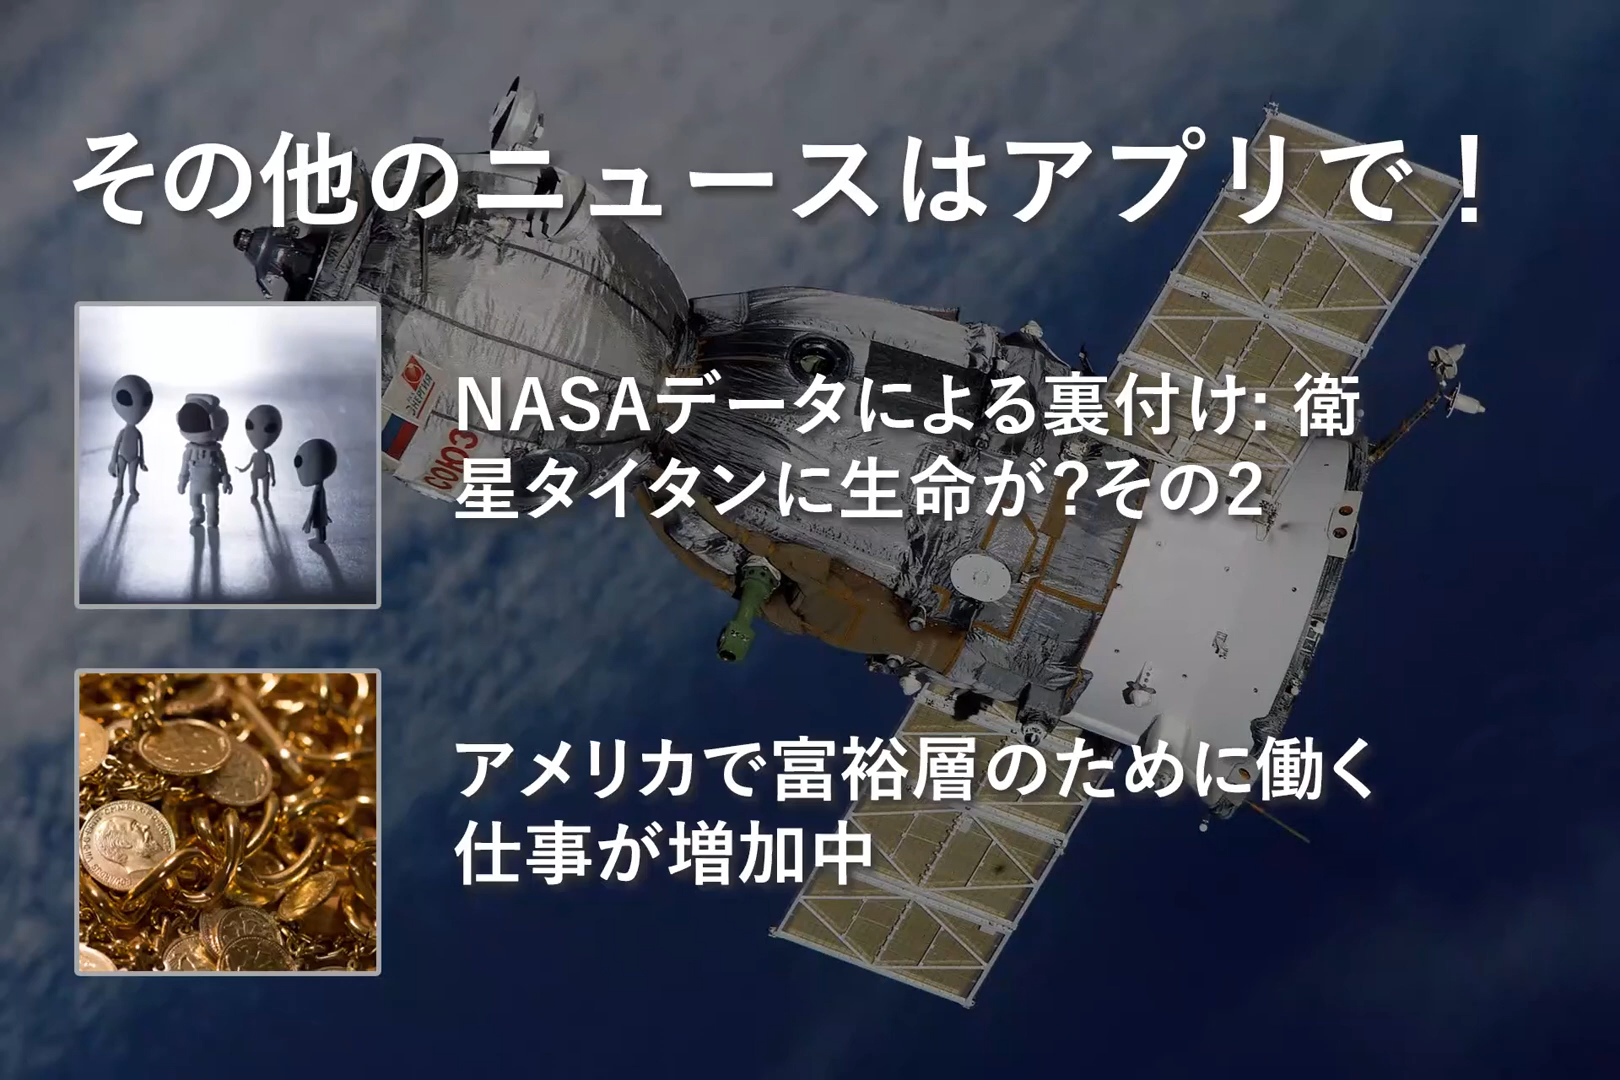 その他のニュースはアプリで！
NASAデータによる裏付け: 衛
星タイタンに生命が?その2
アメリカで富裕層のために働く
仕事が増加中
ЭНЕРГИЯ
СОЮЗ